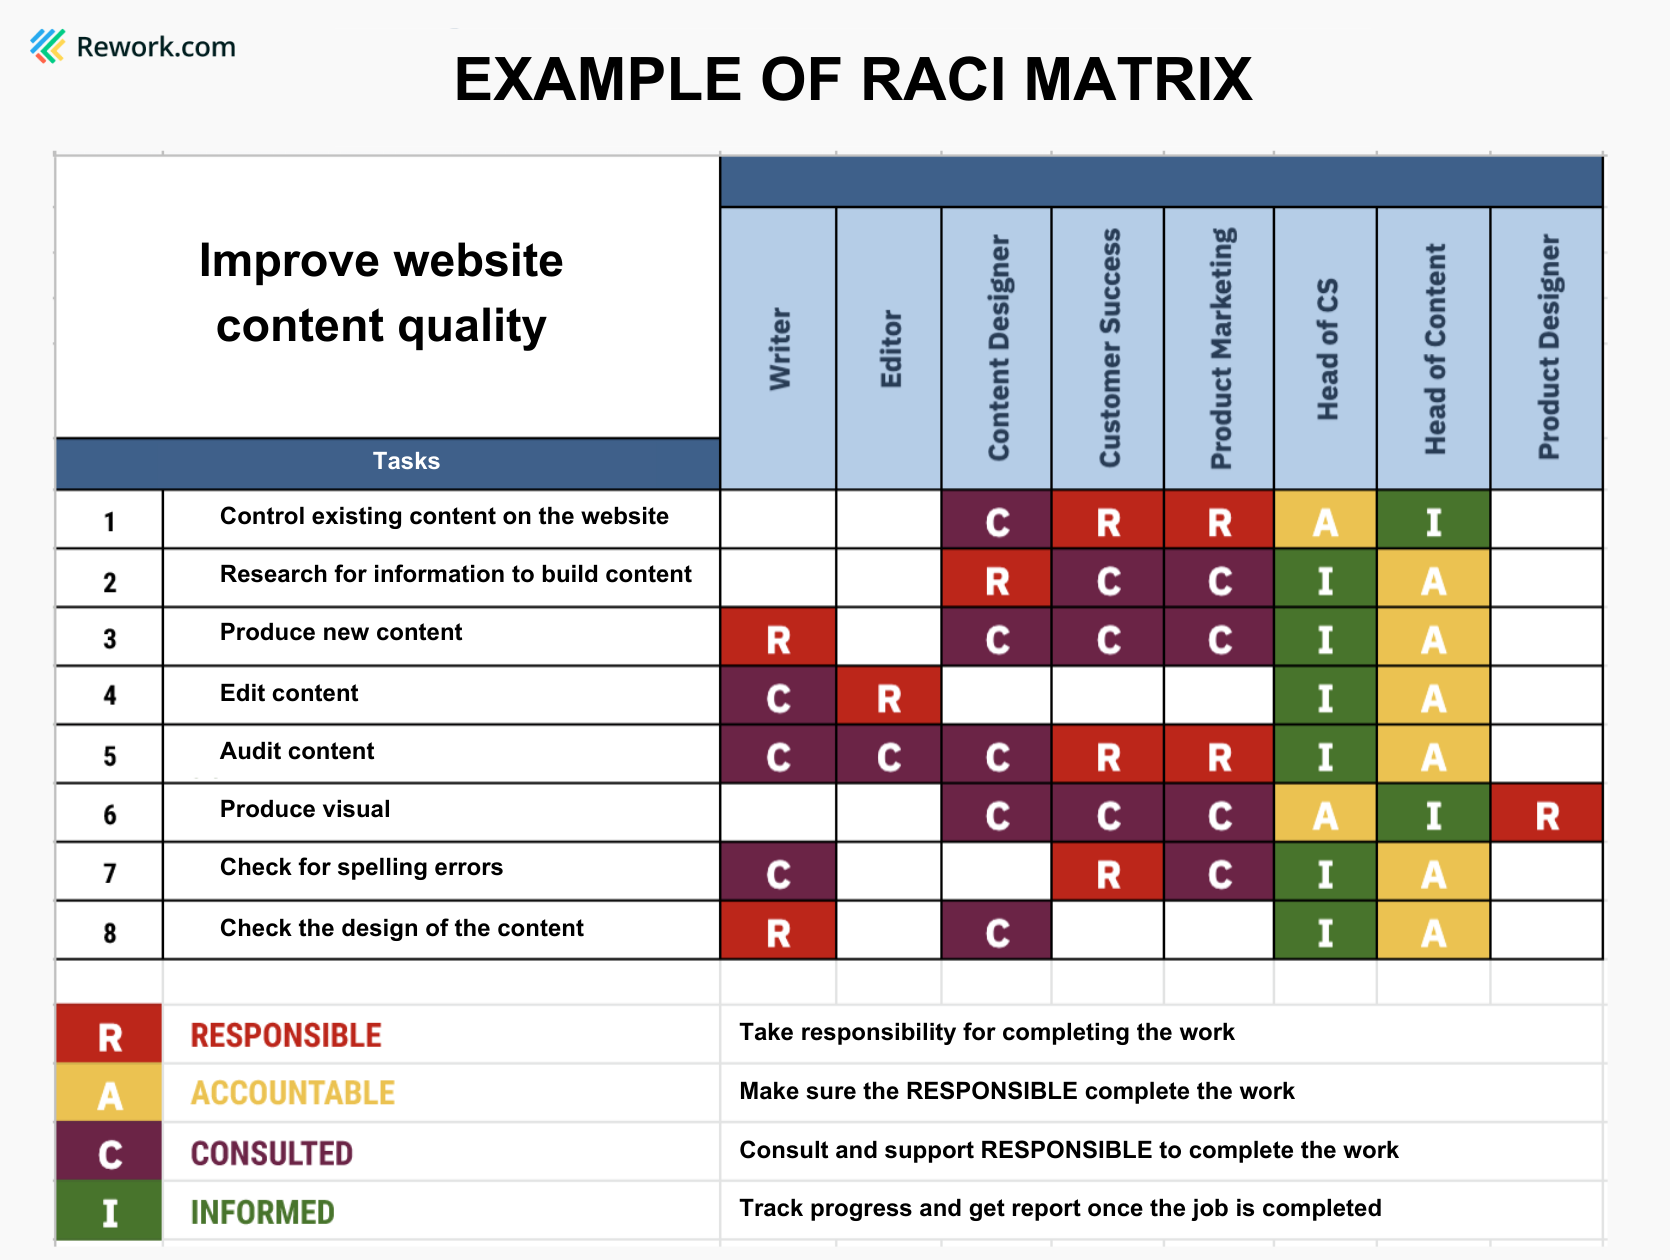 Rework.com
EXAMPLE OF RACI MATRIX
Improve website
content quality
Writer
Editor
Content Designer
Customer Success
Product Marketing
Head of CS
Head of Content
Product Designer
Tasks
1 Control existing content on the website C R R A I
2 Research for information to build content R C C I A
3 Produce new content R C C C I A
4 Edit content C R I A
5 Audit content C C C R R I A
6 Produce visual C C C A I R
7 Check for spelling errors C R C I A
8 Check the design of the content R C I A
R RESPONSIBLE Take responsibility for completing the work
A ACCOUNTABLE Make sure the RESPONSIBLE complete the work
C CONSULTED Consult and support RESPONSIBLE to complete the work
I INFORMED Track progress and get report once the job is completed